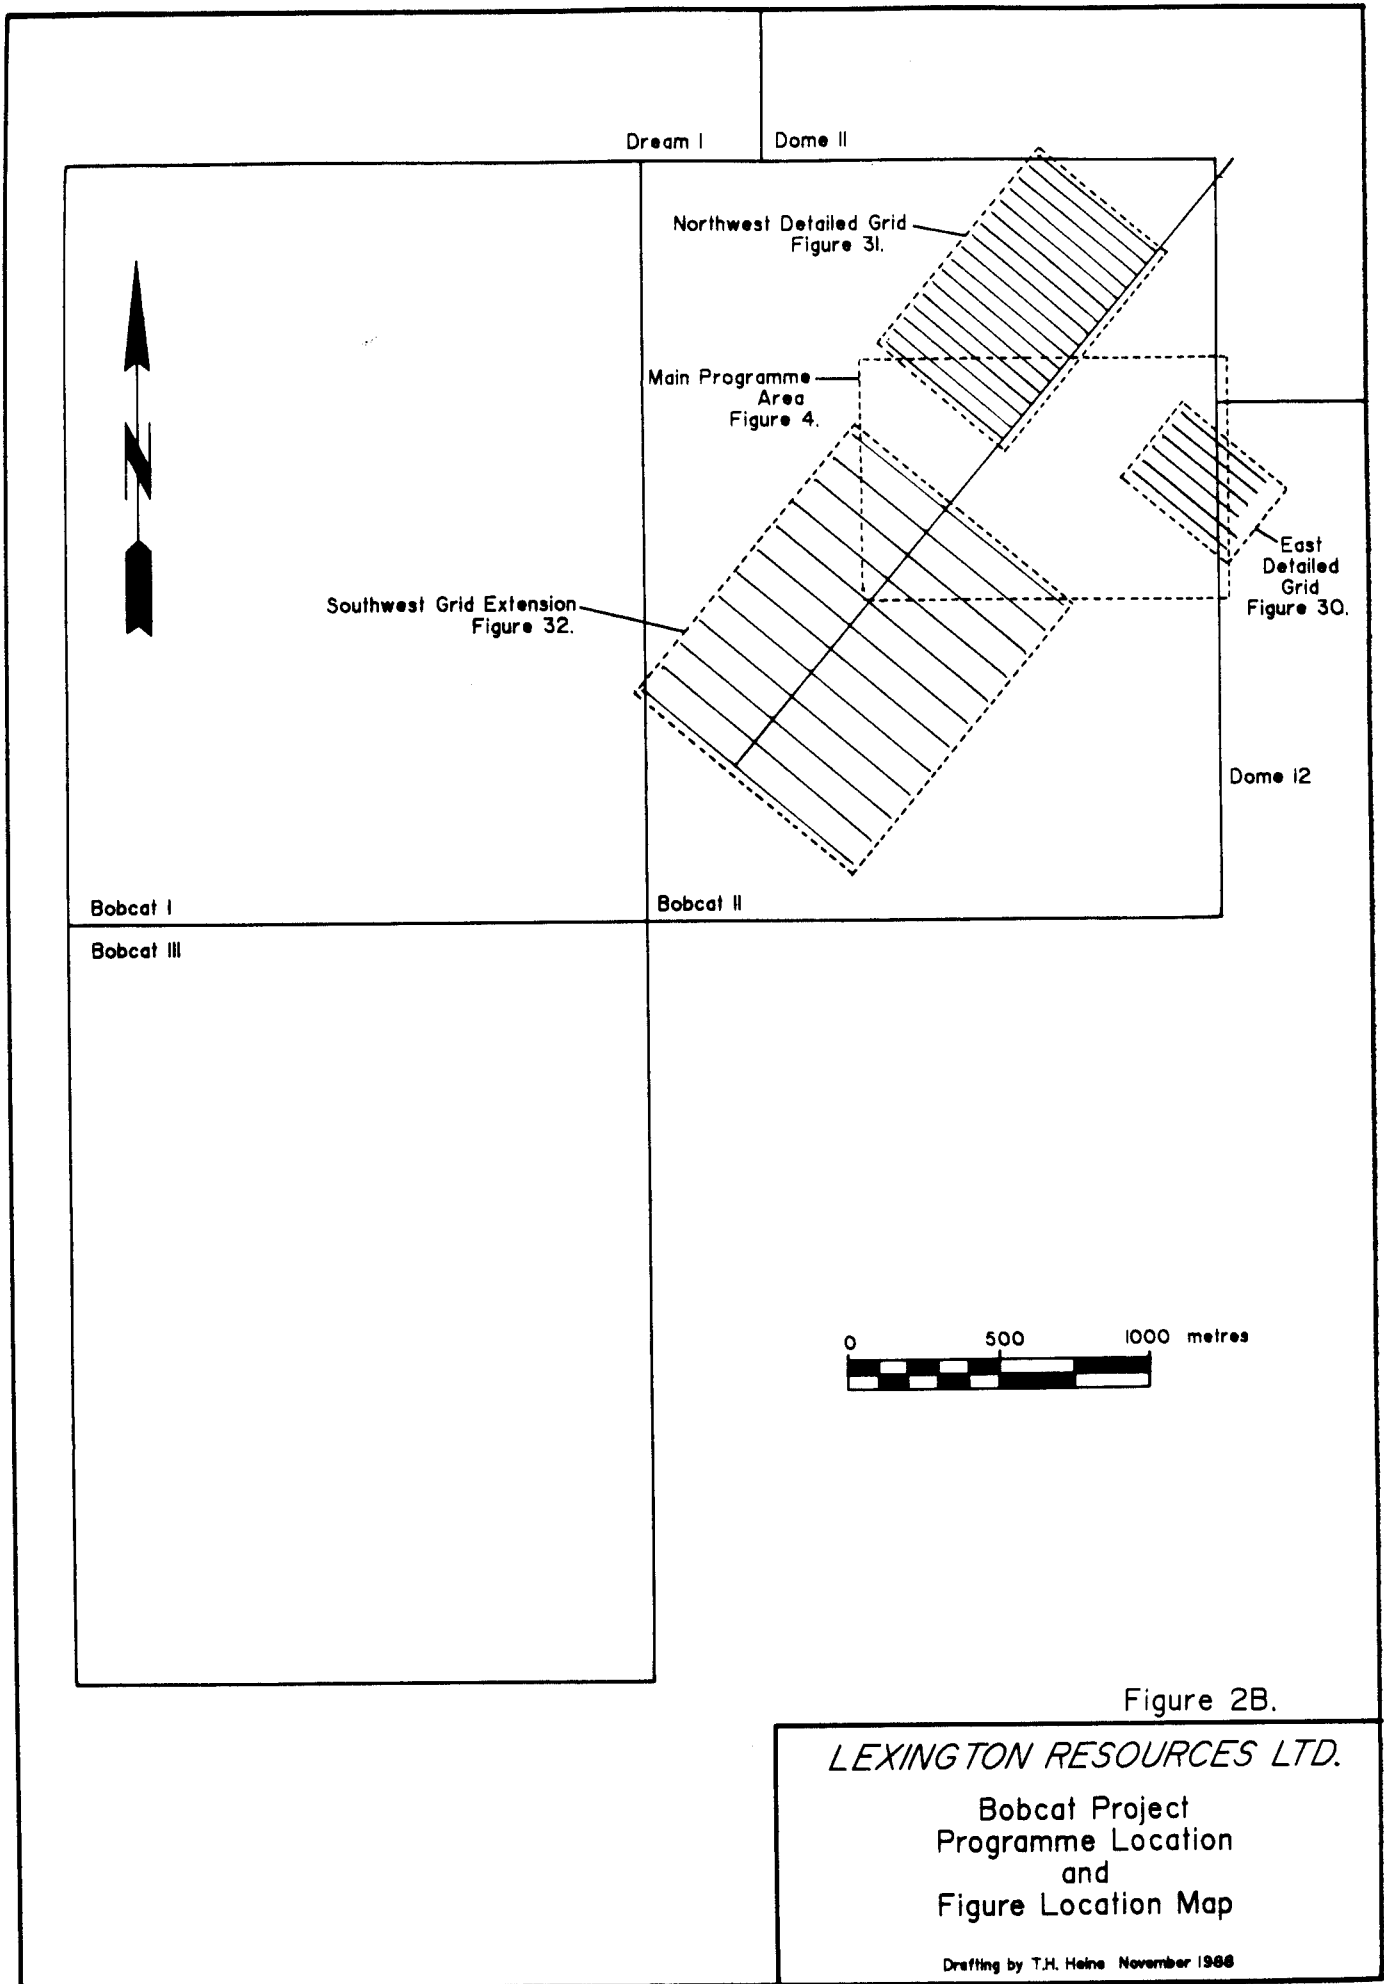 Dream I
Dome II
Northwest Detailed Grid
Figure 31.
Main Programme
Area
Figure 4.
N
East
Detailed
Grid
Figure 30.
Southwest Grid Extension
Figure 32.
Dome 12
Bobcat I
Bobcat II
Bobcat III
0 500 1000 metres
Figure 2B.
LEXINGTON RESOURCES LTD.
Bobcat Project
Programme Location
and
Figure Location Map
Drafting by T.H. Heine November 1988